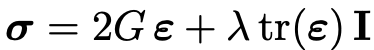 𝝈 = 2G 𝜺 + λ tr(𝜺) 𝐈